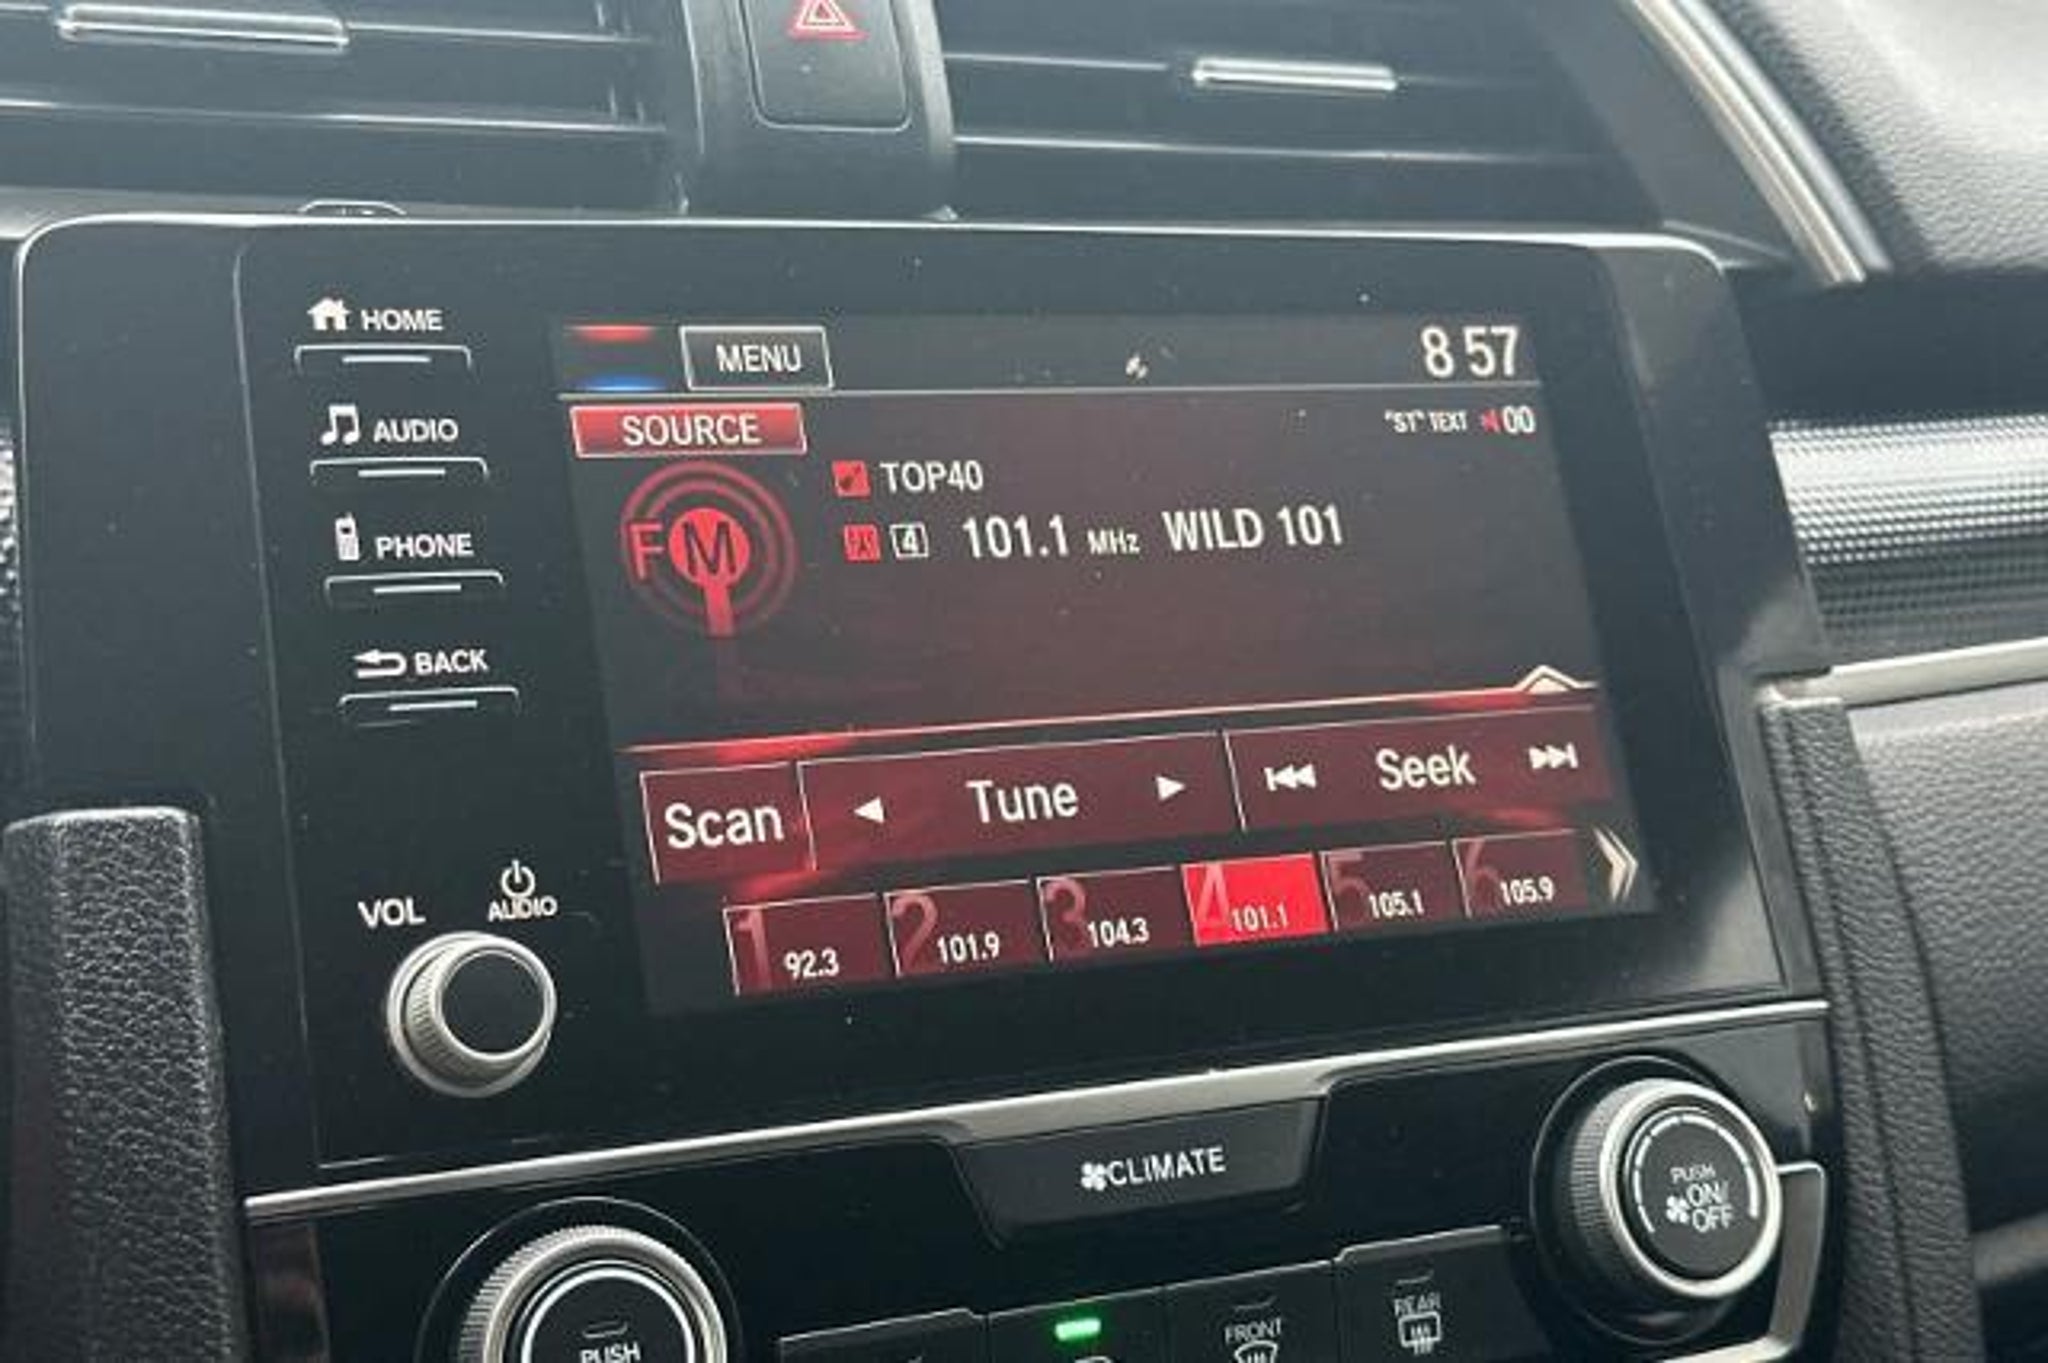 HOME
MENU
8 57
AUDIO
SOURCE
"ST" TEXT 00
TOP40
FM
4 101.1 MHz WILD 101
PHONE
BACK
Scan Tune Seek
1 92.3
2 101.9
3 104.3
4 101.1
5 105.1
6 105.9
VOL
AUDIO
CLIMATE
PUSH
ON/
OFF
PUSH
FRONT
REAR